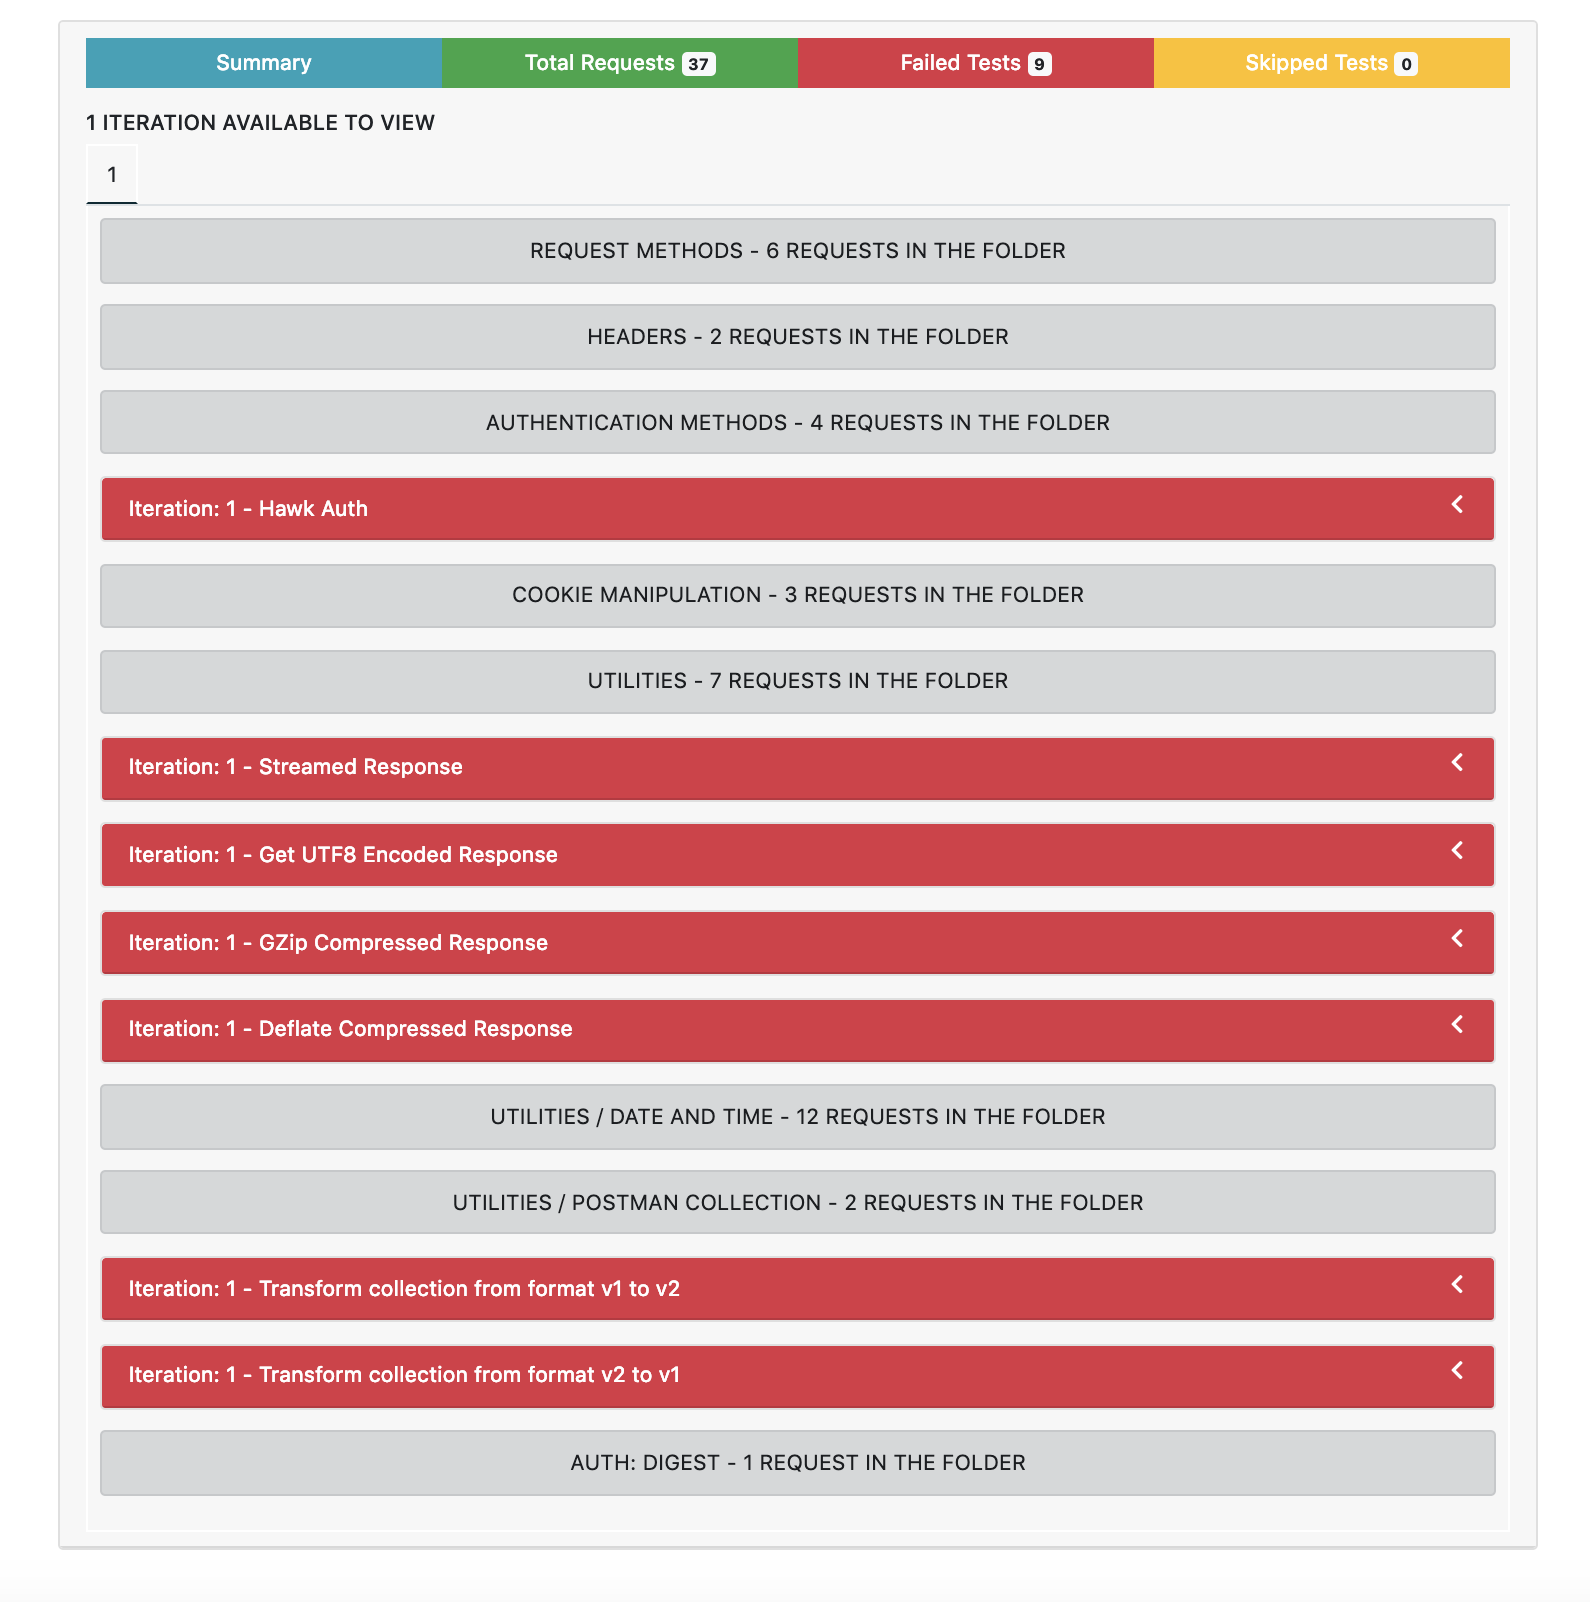 Summary
Total Requests 37
Failed Tests 9
Skipped Tests 0
1 ITERATION AVAILABLE TO VIEW
1
REQUEST METHODS - 6 REQUESTS IN THE FOLDER
HEADERS - 2 REQUESTS IN THE FOLDER
AUTHENTICATION METHODS - 4 REQUESTS IN THE FOLDER
Iteration: 1 - Hawk Auth
COOKIE MANIPULATION - 3 REQUESTS IN THE FOLDER
UTILITIES - 7 REQUESTS IN THE FOLDER
Iteration: 1 - Streamed Response
Iteration: 1 - Get UTF8 Encoded Response
Iteration: 1 - GZip Compressed Response
Iteration: 1 - Deflate Compressed Response
UTILITIES / DATE AND TIME - 12 REQUESTS IN THE FOLDER
UTILITIES / POSTMAN COLLECTION - 2 REQUESTS IN THE FOLDER
Iteration: 1 - Transform collection from format v1 to v2
Iteration: 1 - Transform collection from format v2 to v1
AUTH: DIGEST - 1 REQUEST IN THE FOLDER